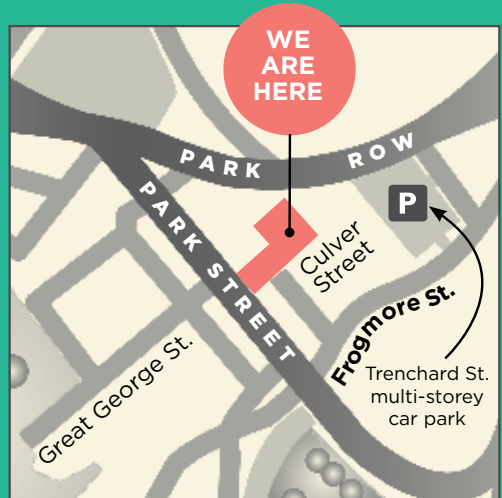 WE
ARE
HERE
PARK ROW
P
PARK STREET
Culver
Street
Frogmore St.
Great George St.
Trenchard St.
multi-storey
car park